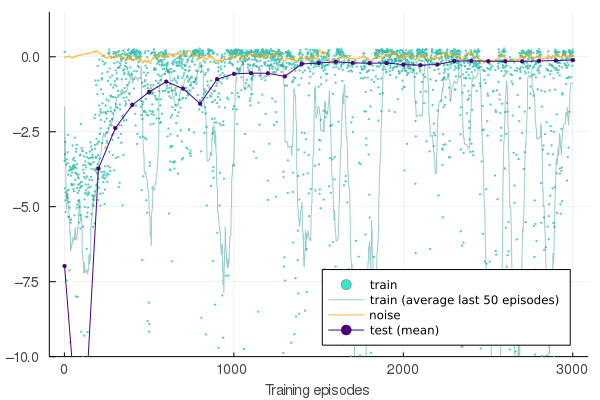 0.0
−2.5
−5.0
−7.5
−10.0
train
train (average last 50 episodes)
noise
test (mean)
0 1000 2000 3000
Training episodes